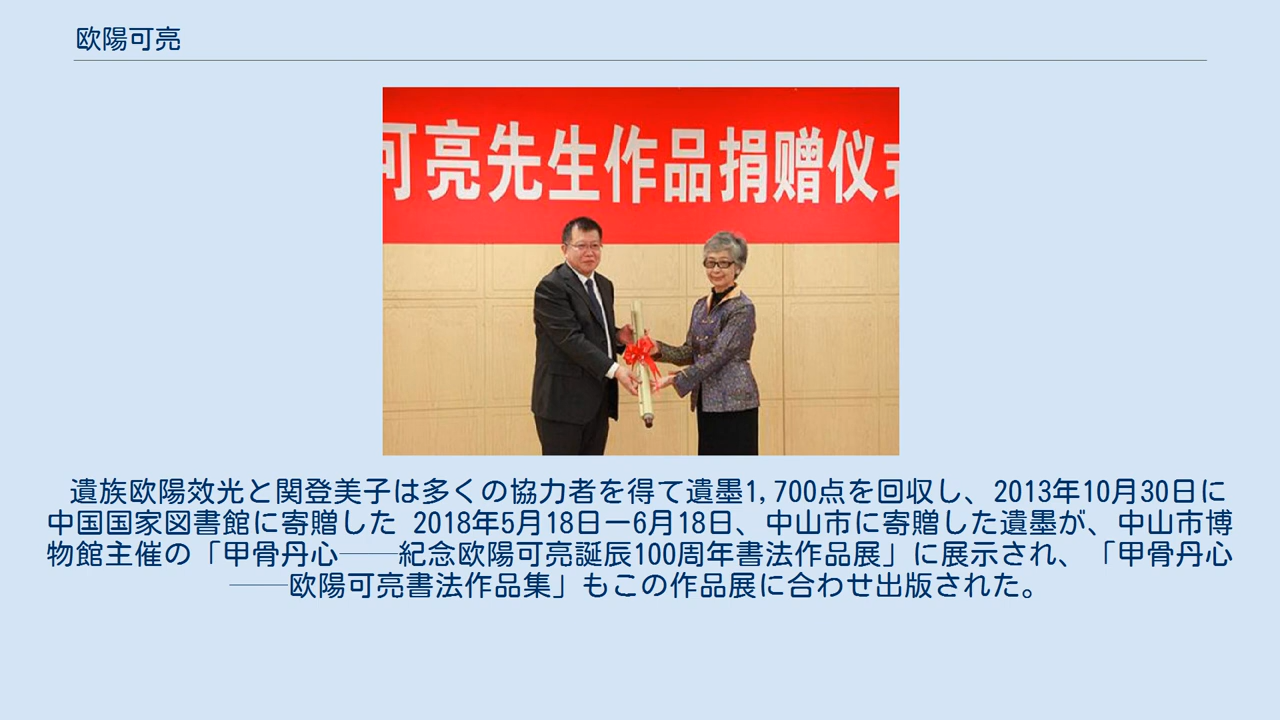 欧陽可亮
可亮先生作品捐赠仪式
遺族欧陽效光と関登美子は多くの協力者を得て遺墨1,700点を回収し、2013年10月30日に
中国国家図書館に寄贈した 2018年5月18日ー6月18日、中山市に寄贈した遺墨が、中山市博
物館主催の「甲骨丹心──紀念欧陽可亮誕辰100周年書法作品展」に展示され、「甲骨丹心
──欧陽可亮書法作品集」もこの作品展に合わせ出版された。